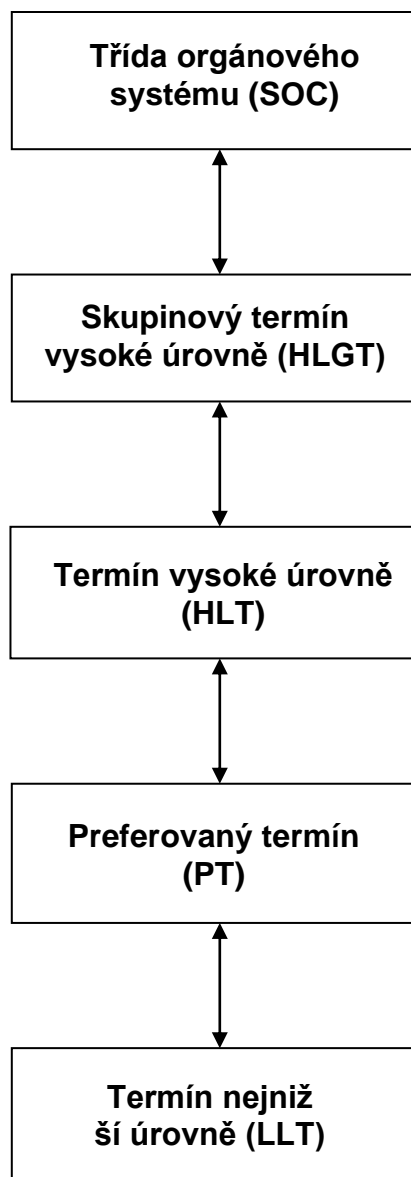 Třída orgánového
systému (SOC)
Skupinový termín
vysoké úrovně (HLGT)
Termín vysoké úrovně
(HLT)
Preferovaný termín
(PT)
Termín nejniž
ší úrovně (LLT)